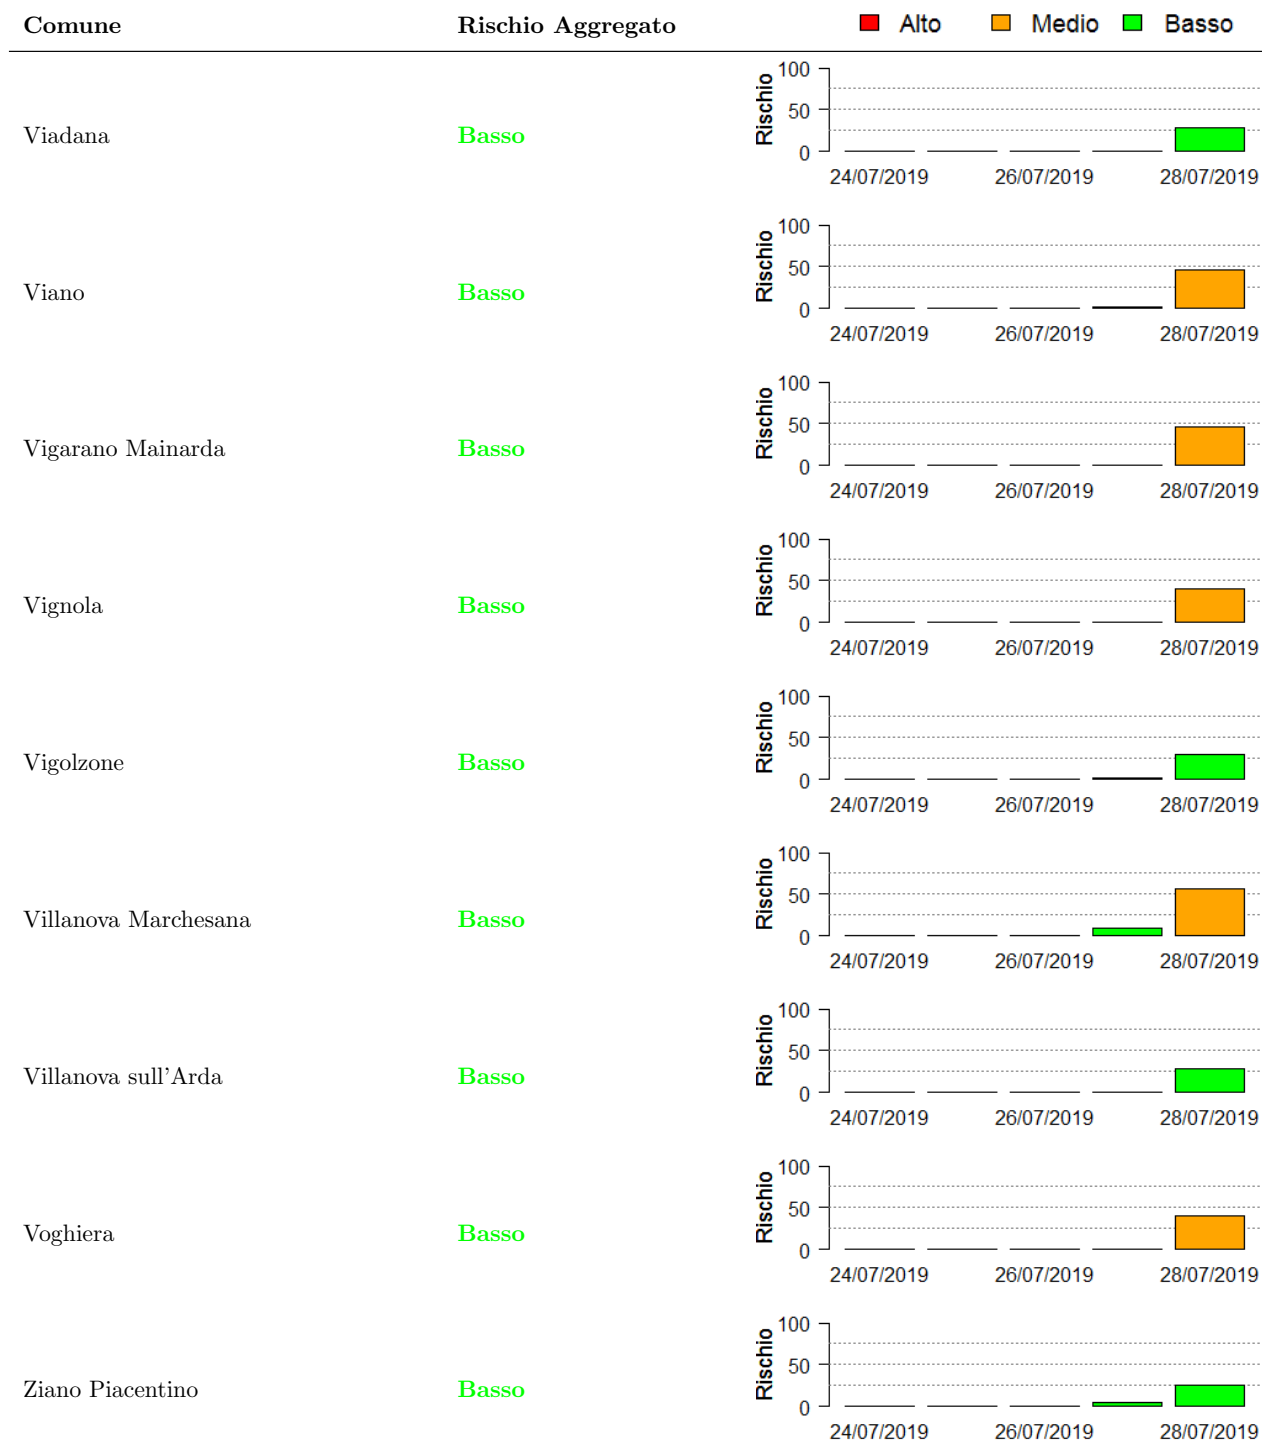 Comune Rischio Aggregato Alto Medio Basso
Viadana Basso
Rischio
100
50
0
24/07/2019 26/07/2019 28/07/2019
Viano Basso
Rischio
100
50
0
24/07/2019 26/07/2019 28/07/2019
Vigarano Mainarda Basso
Rischio
100
50
0
24/07/2019 26/07/2019 28/07/2019
Vignola Basso
Rischio
100
50
0
24/07/2019 26/07/2019 28/07/2019
Vigolzone Basso
Rischio
100
50
0
24/07/2019 26/07/2019 28/07/2019
Villanova Marchesana Basso
Rischio
100
50
0
24/07/2019 26/07/2019 28/07/2019
Villanova sull'Arda Basso
Rischio
100
50
0
24/07/2019 26/07/2019 28/07/2019
Voghiera Basso
Rischio
100
50
0
24/07/2019 26/07/2019 28/07/2019
Ziano Piacentino Basso
Rischio
100
50
0
24/07/2019 26/07/2019 28/07/2019